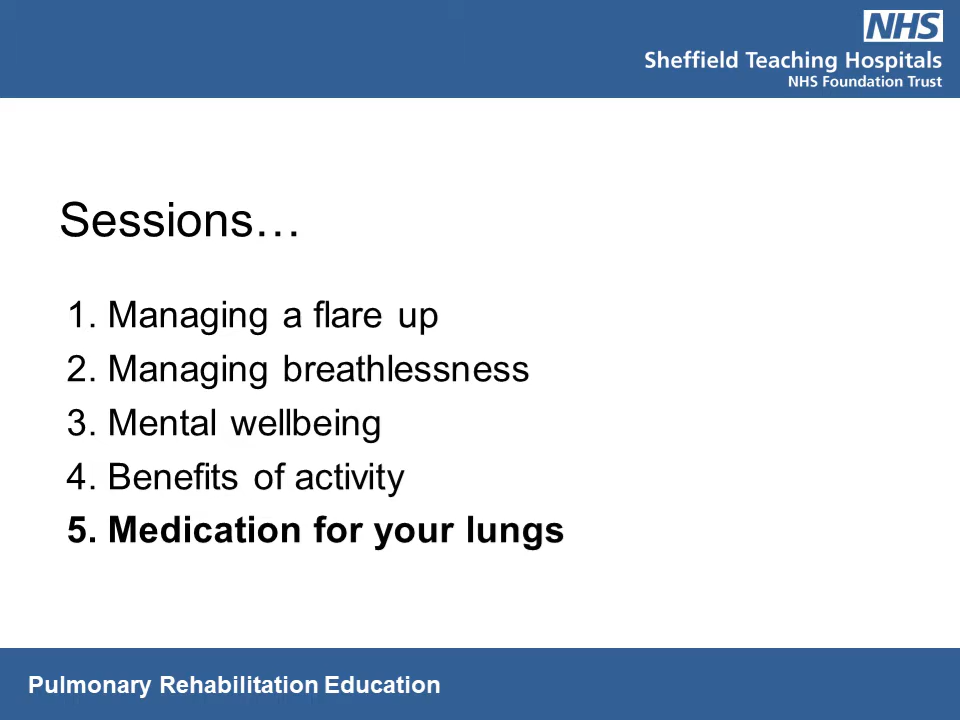 NHS
Sheffield Teaching Hospitals
NHS Foundation Trust
Sessions…
1. Managing a flare up
2. Managing breathlessness
3. Mental wellbeing
4. Benefits of activity
5. Medication for your lungs
Pulmonary Rehabilitation Education